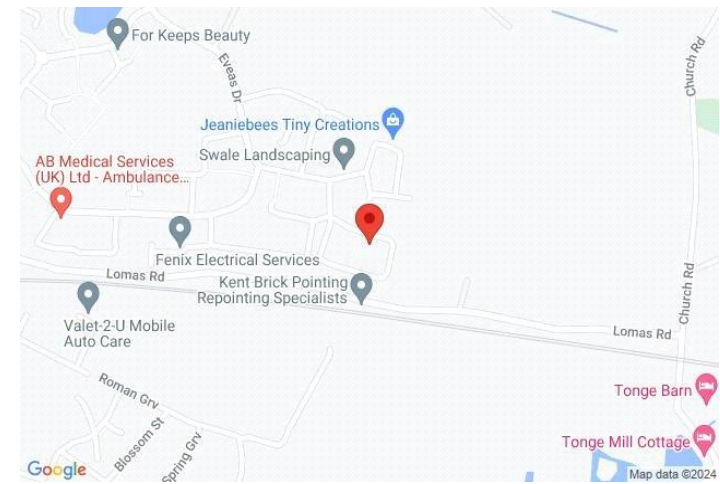 For Keeps Beauty
Eveas Dr
Church Rd
Jeaniebees Tiny Creations
Swale Landscaping
AB Medical Services
(UK) Ltd - Ambulance...
Fenix Electrical Services
Lomas Rd
Kent Brick Pointing
Repointing Specialists
Church Rd
Valet-2-U Mobile
Auto Care
Lomas Rd
Roman Grv
Tonge Barn
Blossom St
Spring Grv
Tonge Mill Cottage
Google
Map data ©2024